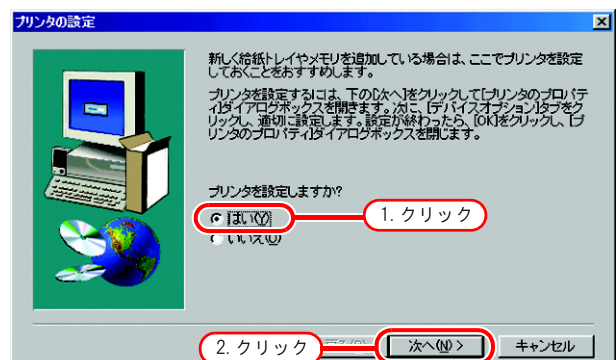 プリンタの設定
新しく給紙トレイやメモリを追加している場合は、ここでプリンタを設定
しておくことをおすすめします。
プリンタを設定するには、下の[次へ]をクリックして[プリンタのプロパテ
ィ]ダイアログボックスを開きます。次に、[デバイスオプション]タブをク
リックし、適切に設定します。設定が終わったら、[OK]をクリックし、[プ
リンタのプロパティ]ダイアログボックスを閉じます。
プリンタを設定しますか?
はい(Y)
1. クリック
いいえ(O)
2. クリック
次へ(N) >
キャンセル